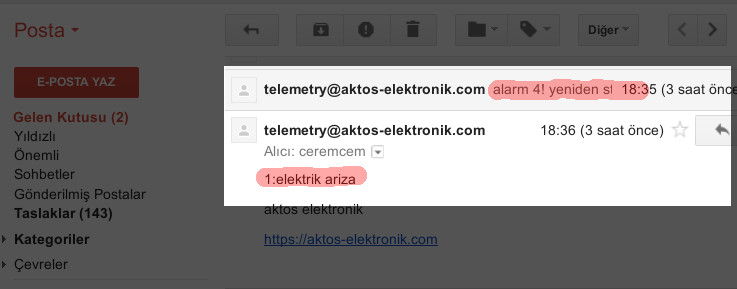 Posta
Diğer
E-POSTA YAZ
telemetry@aktos-elektronik.com alarm 4! yeniden 18:35 (3 saat önce
Gelen Kutusu (2)
Yıldızlı
telemetry@aktos-elektronik.com 18:36 (3 saat önce)
Önemli
Alıcı: ceremcem
Sohbetler
1:elektrik ariza
Gönderilmiş Postalar
Taslaklar (143)
aktos elektronik
Kategoriler
https://aktos-elektronik.com
Çevreler